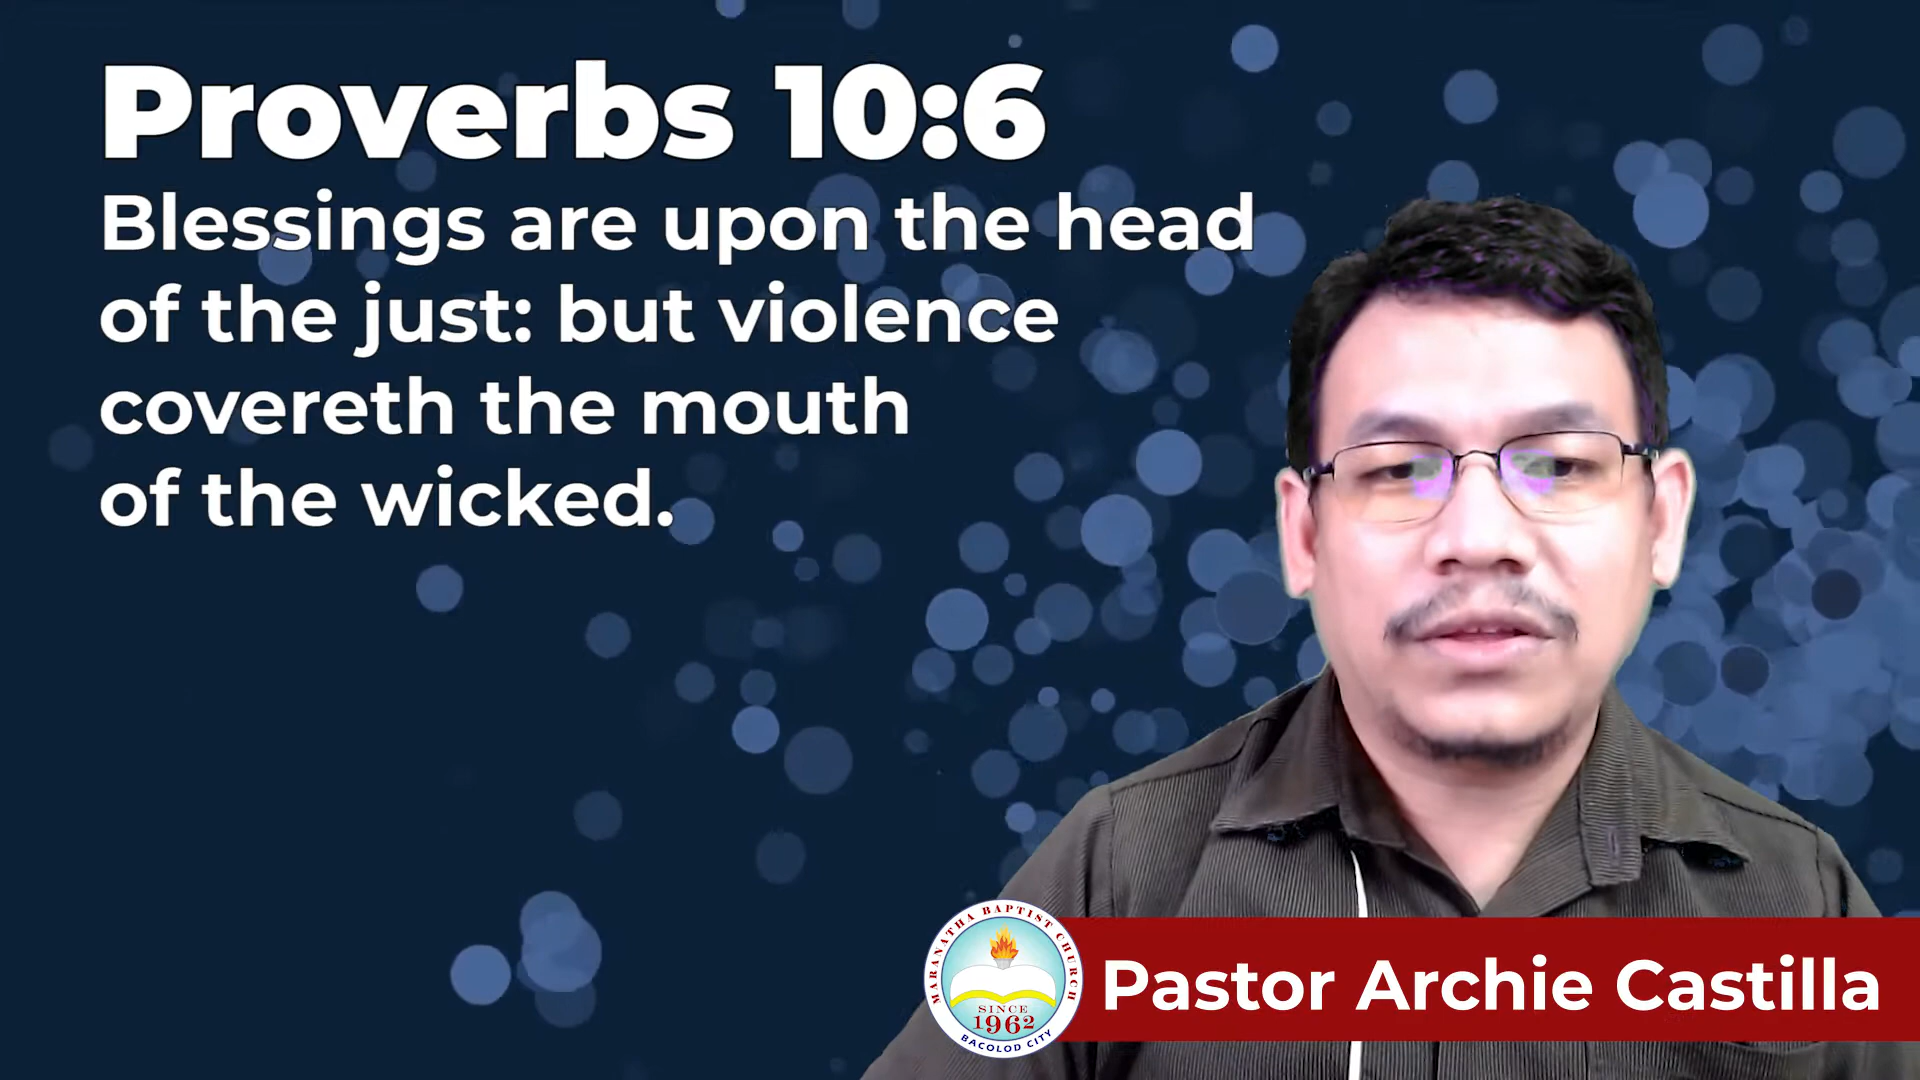 Proverbs 10:6
Blessings are upon the head
of the just: but violence
covereth the mouth
of the wicked.
MARANATHA BAPTIST CHURCH
SINCE
1962
BACOLOD CITY
Pastor Archie Castilla